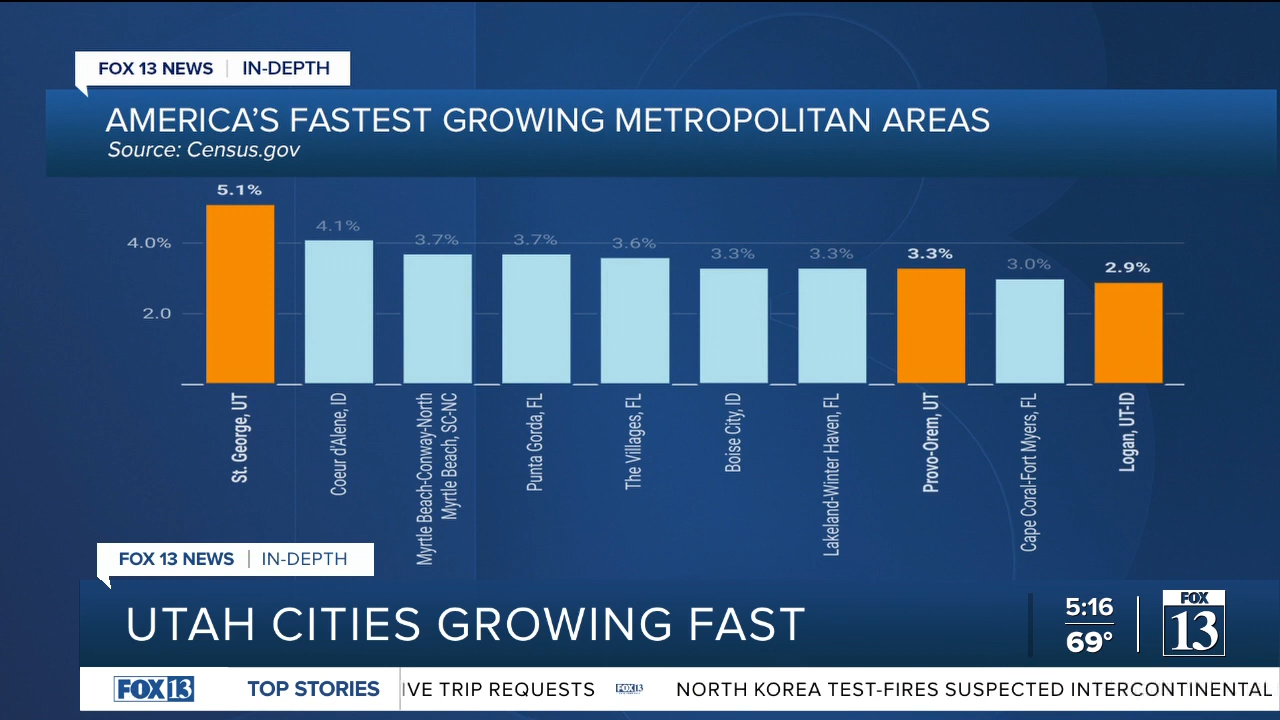 FOX 13 NEWS | IN-DEPTH
AMERICA'S FASTEST GROWING METROPOLITAN AREAS
Source: Census.gov
5.1%
4.1%
3.7%
3.7%
3.6%
3.3%
3.3%
3.3%
3.0%
2.9%
4.0%
2.0
St. George, UT
Coeur d'Alene, ID
Myrtle Beach-Conway-North
Myrtle Beach, SC-NC
Punta Gorda, FL
The Villages, FL
Boise City, ID
Lakeland-Winter Haven, FL
Provo-Orem, UT
Cape Coral-Fort Myers, FL
Logan, UT-ID
FOX 13 NEWS | IN-DEPTH
UTAH CITIES GROWING FAST
5:16
69°
FOX
13
FOX 13
TOP STORIES
IVE TRIP REQUESTS FOX 13 NORTH KOREA TEST-FIRES SUSPECTED INTERCONTINENTAL